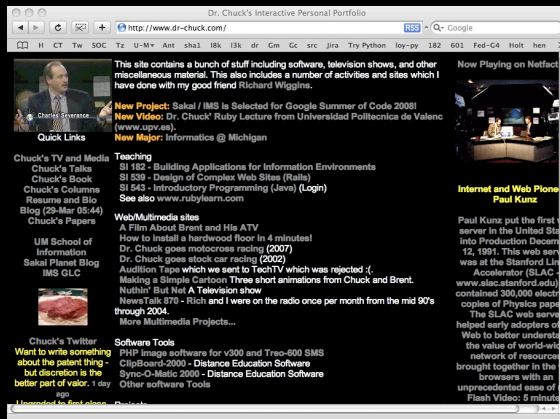 Dr. Chuck's Interactive Personal Portfolio
http://www.dr-chuck.com/
RSS
Google
H CT Tw SOC Tz U-M Ant sha1 l8k l3k dr Gm Gc src Jira Try Python loy-py 182 601 Fed-G4 Holt hen
Charles Severance
Quick Links
Chuck's TV and Media
Chuck's Talks
Chuck's Book
Chuck's Columns
Resume and Bio
Blog (29-Mar 05:44)
Chuck's Papers
UM School of
Information
Sakai Planet Blog
IMS GLC
Chuck's Twitter
Want to write something
about the patent thing -
but discretion is the
better part of valor. 1 day
ago
Upgraded to first class
This site contains a bunch of stuff including software, television shows, and other
miscellaneous material. This also includes a number of activities and sites which I
have done with my good friend Richard Wiggins.
New Project: Sakai / IMS is Selected for Google Summer of Code 2008!
New Video: Dr. Chuck' Ruby Lecture from Universidad Politecnica de Valenc
(www.upv.es).
New Major: Informatics @ Michigan
Teaching
SI 182 - Building Applications for Information Environments
SI 539 - Design of Complex Web Sites (Rails)
SI 543 - Introductory Programming (Java) (Login)
See also www.rubylearn.com
Web/Multimedia sites
A Film About Brent and His ATV
How to install a hardwood floor in 4 minutes!
Dr. Chuck goes motocross racing (2007)
Dr. Chuck goes stock car racing (2002)
Audition Tape which we sent to TechTV which was rejected :(.
Making a Simple Cartoon Three short animations from Chuck and Brent.
Nuthin' But Net A Television show
NewsTalk 870 - Rich and I were on the radio once per month from the mid 90's
through 2004.
More Multimedia Projects...
Software Tools
PHP image software for v300 and Treo-600 SMS
ClipBoard-2000 - Distance Education Software
Sync-O-Matic 2000 - Distance Education Software
Other software tools
Projects
Now Playing on Netfact
Internet and Web Pione
Paul Kunz
Paul Kunz put the first w
server in the United Sta
into Production Decem
12, 1991. This web serv
was at the Stanford Lin
Accelerator (SLAC -
www.slac.stanford.edu)
contained 300,000 electr
copies of Physics pape
The SLAC web serve
helped early adopters of
Web to better understa
the value of world-wid
network of resource
brought together in the
browsers with an
unprecedented ease of
Flash Video: 5 minut